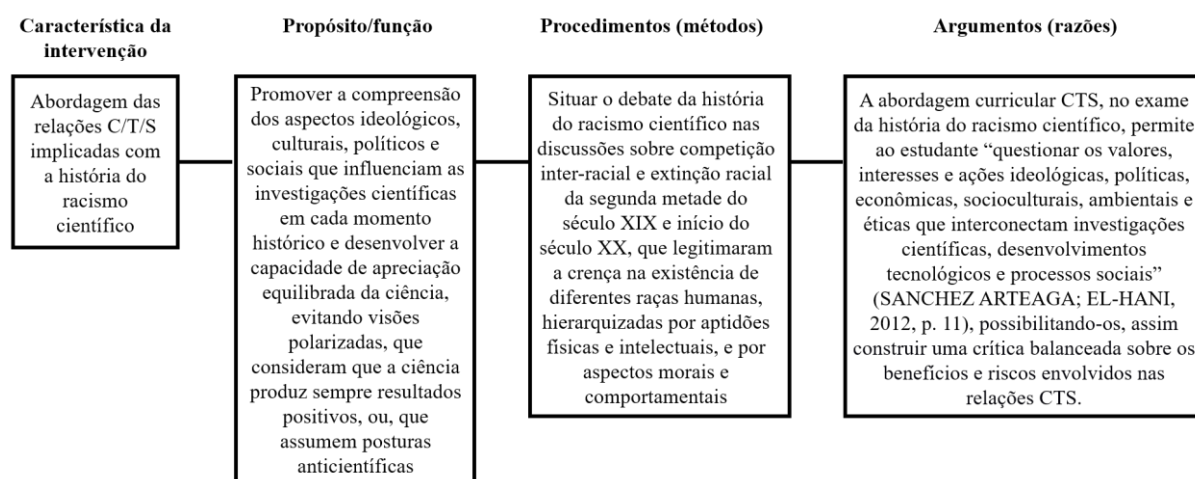 Característica da
intervenção
Abordagem das
relações C/T/S
implicadas com
a história do
racismo
científico
Propósito/função
Promover a compreensão
dos aspectos ideológicos,
culturais, políticos e
sociais que influenciam as
investigações científicas
em cada momento
histórico e desenvolver a
capacidade de apreciação
equilibrada da ciência,
evitando visões
polarizadas, que
consideram que a ciência
produz sempre resultados
positivos, ou, que
assumem posturas
anticientíficas
Procedimentos (métodos)
Situar o debate da história
do racismo científico nas
discussões sobre competição
inter-racial e extinção racial
da segunda metade do
século XIX e início do
século XX, que legitimaram
a crença na existência de
diferentes raças humanas,
hierarquizadas por aptidões
físicas e intelectuais, e por
aspectos morais e
comportamentais
Argumentos (razões)
A abordagem curricular CTS, no exame
da história do racismo científico, permite
ao estudante “questionar os valores,
interesses e ações ideológicas, políticas,
econômicas, socioculturais, ambientais e
éticas que interconectam investigações
científicas, desenvolvimentos
tecnológicos e processos sociais”
(SANCHEZ ARTEAGA; EL-HANI,
2012, p. 11), possibilitando-os, assim
construir uma crítica balanceada sobre os
benefícios e riscos envolvidos nas
relações CTS.